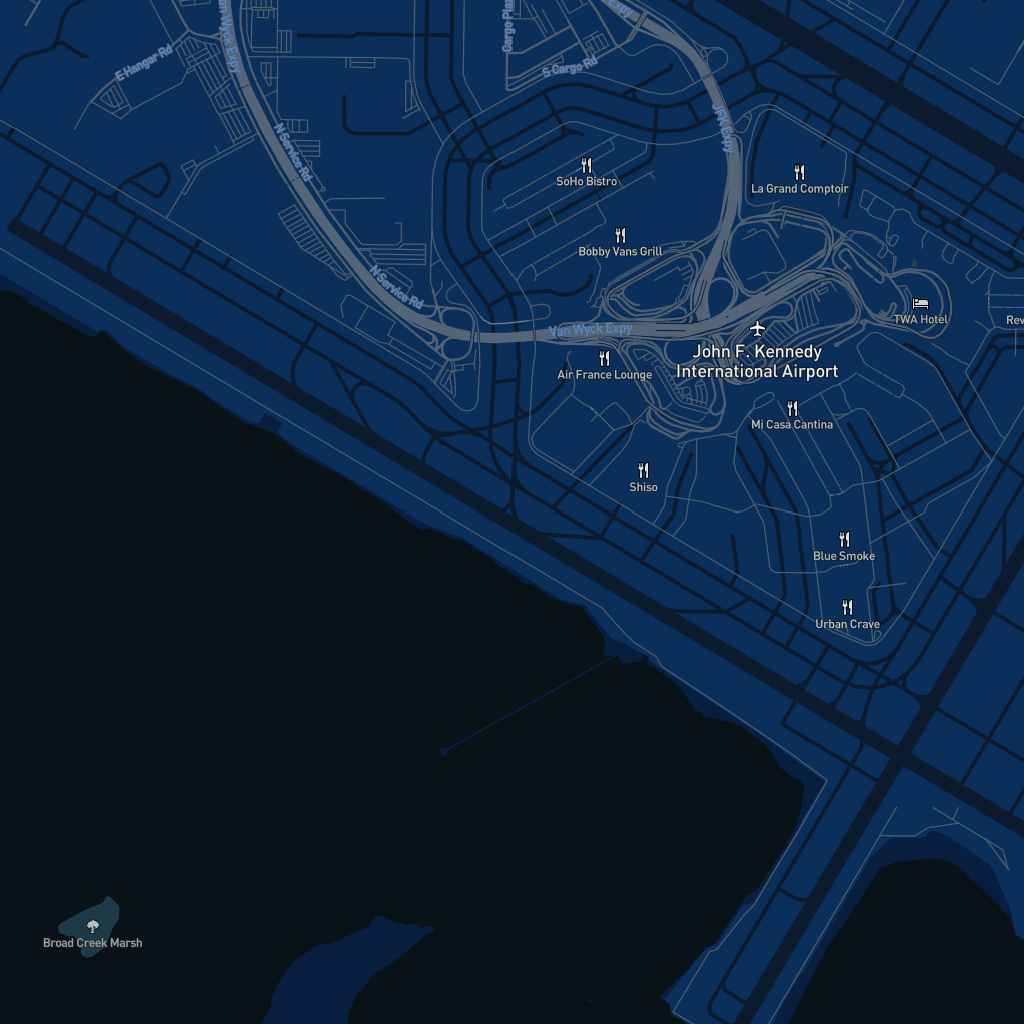 Van Wyck Expy
Cargo Plaz
Expy
E Hangar Rd
S Cargo Rd
JFK Expy
N Service Rd
SoHo Bistro
La Grand Comptoir
Bobby Vans Grill
N Service Rd
TWA Hotel
Rev
Van Wyck Expy
John F. Kennedy
International Airport
Air France Lounge
Mi Casa Cantina
Shiso
Blue Smoke
Urban Crave
Broad Creek Marsh